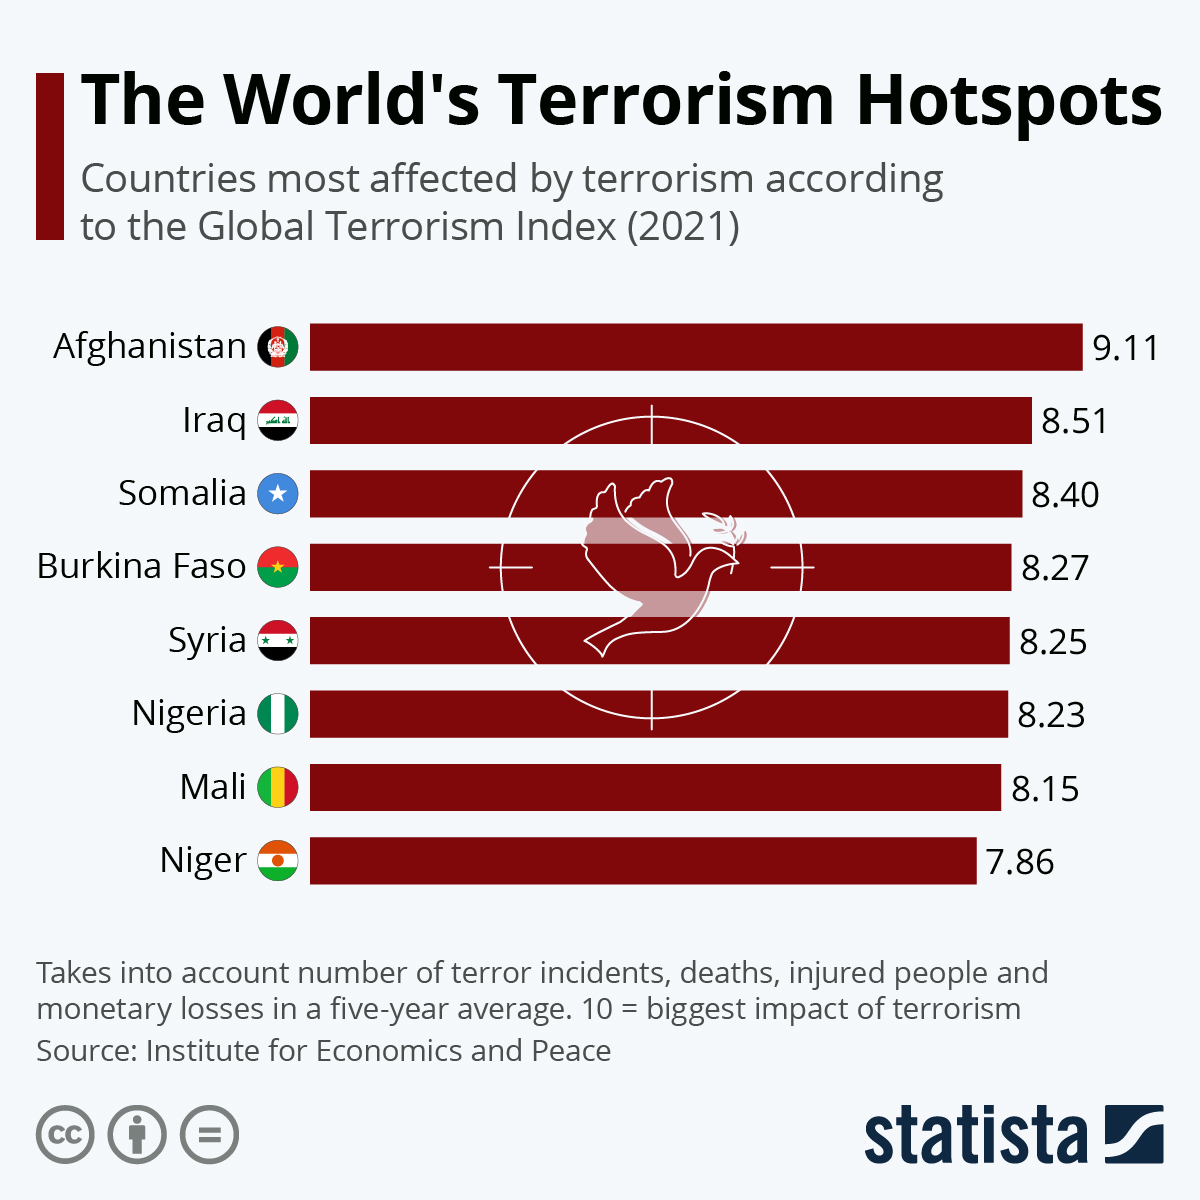 The World's Terrorism Hotspots
Countries most affected by terrorism according
to the Global Terrorism Index (2021)
Afghanistan 9.11
Iraq 8.51
Somalia 8.40
Burkina Faso 8.27
Syria 8.25
Nigeria 8.23
Mali 8.15
Niger 7.86
Takes into account number of terror incidents, deaths, injured people and
monetary losses in a five-year average. 10 = biggest impact of terrorism
Source: Institute for Economics and Peace
cc = statista